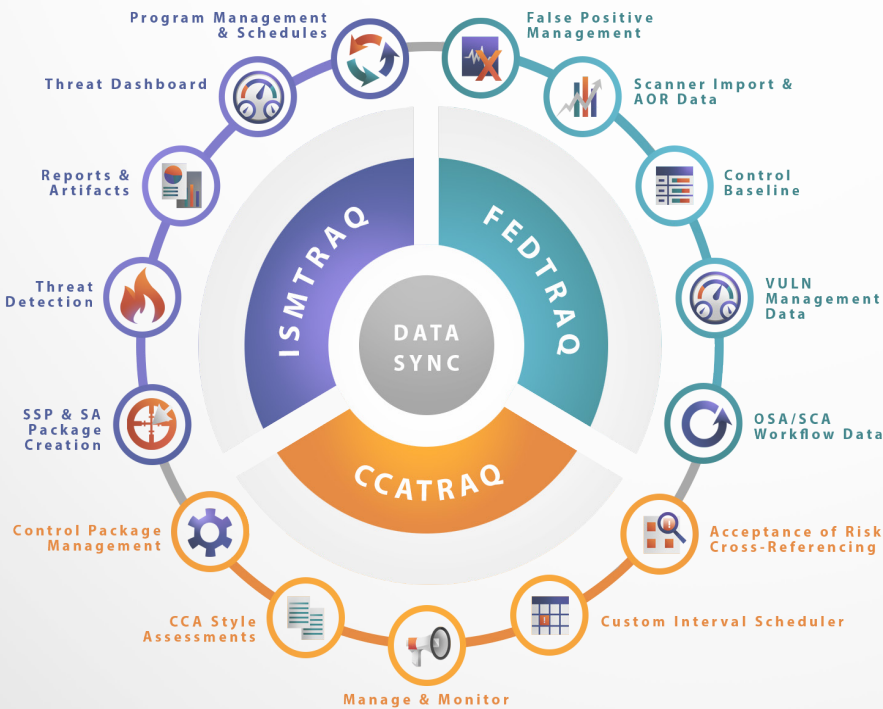 Program Management
& Schedules
False Positive
Management
Threat Dashboard
Scanner Import &
AOR Data
Reports &
Artifacts
Control
Baseline
Threat
Detection
VULN
Management
Data
SSP & SA
Package
Creation
OSA/SCA
Workflow Data
ISMTRAQ
FEDTRAQ
DATA
SYNC
CCATRAQ
Control Package
Management
Acceptance of Risk
Cross-Referencing
CCA Style
Assessments
Custom Interval Scheduler
Manage & Monitor